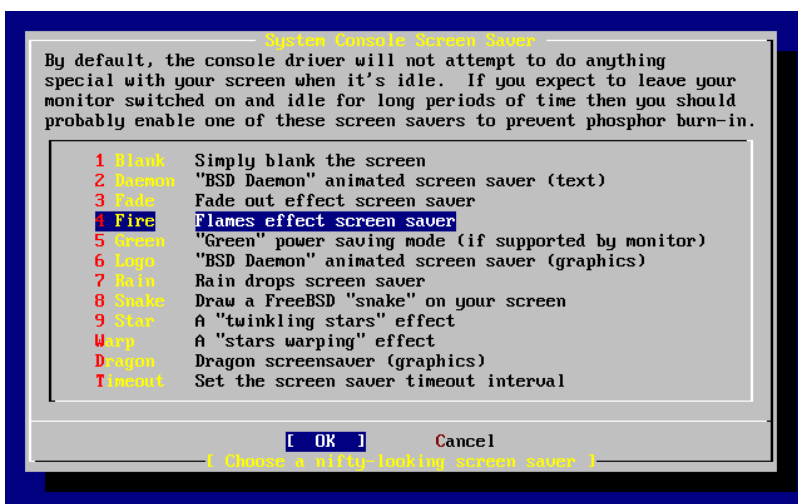 System Console Screen Saver
By default, the console driver will not attempt to do anything
special with your screen when it's idle.  If you expect to leave your
monitor switched on and idle for long periods of time then you should
probably enable one of these screen savers to prevent phosphor burn-in.
1 Blank    Simply blank the screen
2 Daemon   "BSD Daemon" animated screen saver (text)
3 Fade     Fade out effect screen saver
4 Fire     Flames effect screen saver
5 Green    "Green" power saving mode (if supported by monitor)
6 Logo     "BSD Daemon" animated screen saver (graphics)
7 Rain     Rain drops screen saver
8 Snake    Draw a FreeBSD "snake" on your screen
9 Star     A "twinkling stars" effect
Warp       A "stars warping" effect
Dragon     Dragon screensaver (graphics)
Timeout    Set the screen saver timeout interval
[  OK  ]       Cancel
[ Choose a nifty-looking screen saver ]